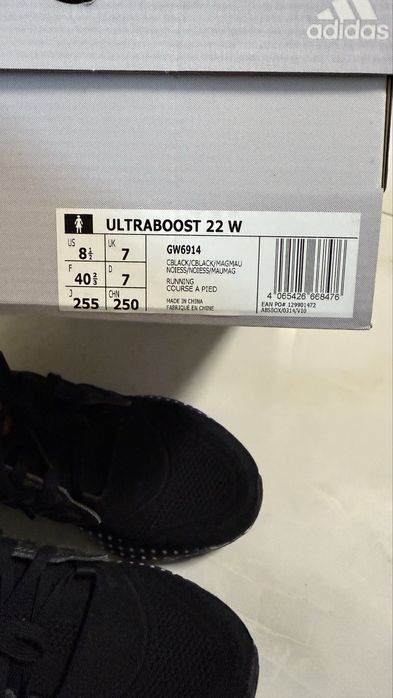 adidas
ULTRABOOST 22 W
US 8½ UK 7
F 40⅔ D 7
J 255 CHN 250
GW6914
CBLACK/CBLACK/MAGMAU
NOIESS/NOIESS/MAUMAG
RUNNING
COURSE A PIED
MADE IN CHINA
FABRIQUÉ EN CHINE
4 065426 668476
EAN PO# 129901472